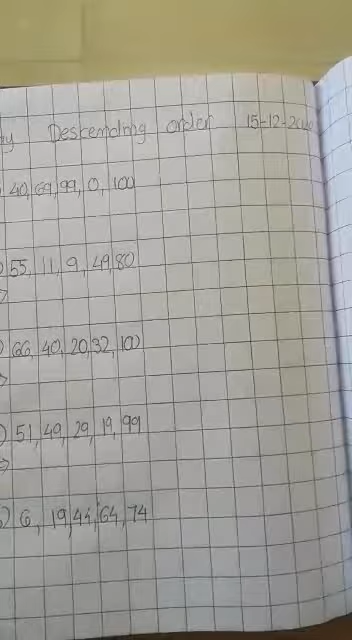 Descending order 15-12-20
40, 69, 99, 0, 100
) 55, 11, 9, 49, 80
) 66, 40, 20, 32, 100
) 51, 49, 29, 19, 99
) 6, 19, 44, 64, 74